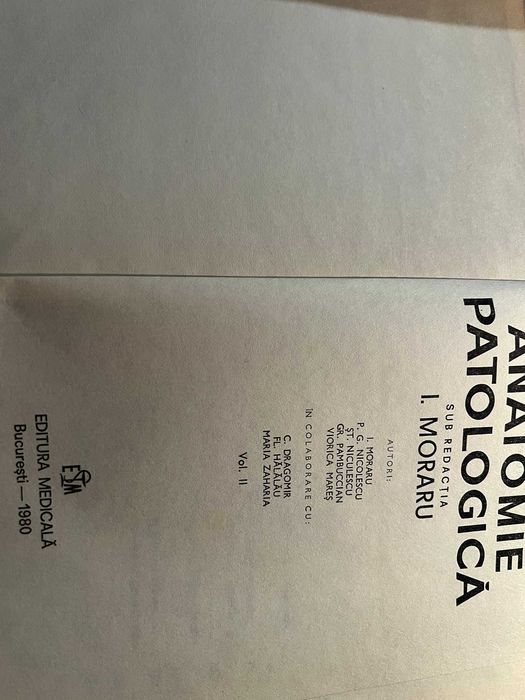 ANATOMIE
PATOLOGICĂ
SUB REDACȚIA
I. MORARU
AUTORI:
I. MORARU
P. G. NICOLESCU
ȘT. NICULESCU
GR. PAMBUCCIAN
VIORICA MAREȘ
ÎN COLABORARE CU:
C. DRAGOMIR
FL. HĂLĂLĂU
MARIA ZAHARIA
Vol. II
ESM
EDITURA MEDICALĂ
București — 1980